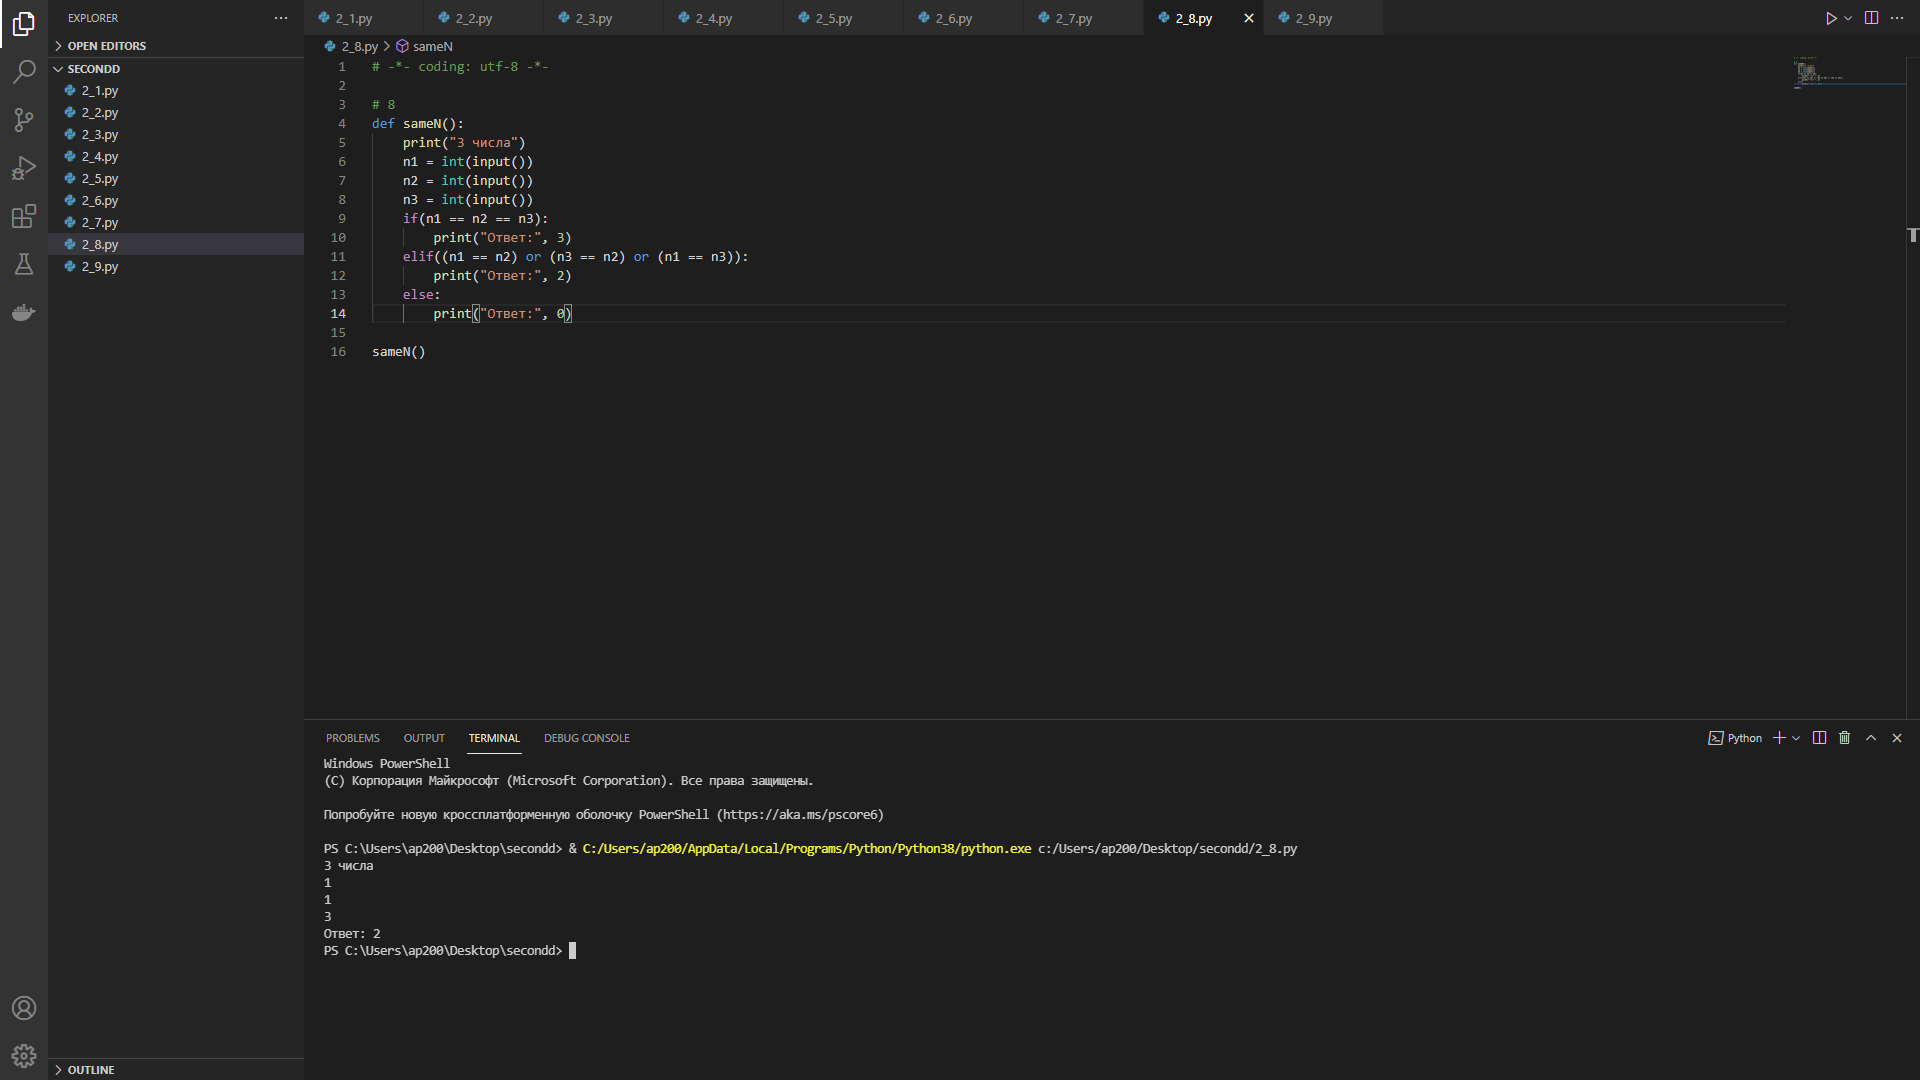 EXPLORER
OPEN EDITORS
SECONDD
2_1.py
2_2.py
2_3.py
2_4.py
2_5.py
2_6.py
2_7.py
2_8.py
2_9.py
OUTLINE
2_1.py 2_2.py 2_3.py 2_4.py 2_5.py 2_6.py 2_7.py 2_8.py 2_9.py
2_8.py > sameN
1 # -*- coding: utf-8 -*-
2
3 # 8
4 def sameN():
5     print("3 числа")
6     n1 = int(input())
7     n2 = int(input())
8     n3 = int(input())
9     if(n1 == n2 == n3):
10         print("Ответ:", 3)
11     elif((n1 == n2) or (n3 == n2) or (n1 == n3)):
12         print("Ответ:", 2)
13     else:
14         print("Ответ:", 0)
15
16 sameN()
PROBLEMS OUTPUT TERMINAL DEBUG CONSOLE Python
Windows PowerShell
(C) Корпорация Майкрософт (Microsoft Corporation). Все права защищены.
Попробуйте новую кроссплатформенную оболочку PowerShell (https://aka.ms/pscore6)
PS C:\Users\ap200\Desktop\secondd> & C:/Users/ap200/AppData/Local/Programs/Python/Python38/python.exe c:/Users/ap200/Desktop/secondd/2_8.py
3 числа
1
1
3
Ответ: 2
PS C:\Users\ap200\Desktop\secondd>